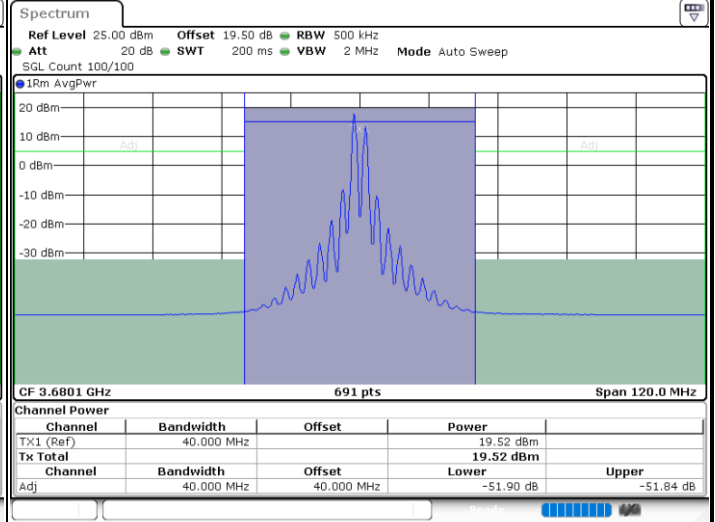 Spectrum
Ref Level 25.00 dBm Offset 19.50 dB RBW 500 kHz
Att 20 dB SWT 200 ms VBW 2 MHz Mode Auto Sweep
SGL Count 100/100
1Rm AvgPwr
20 dBm
10 dBm
Adj Adj
0 dBm
-10 dBm
-20 dBm
-30 dBm
CF 3.6801 GHz 691 pts Span 120.0 MHz
Channel Power
Channel Bandwidth Offset Power
TX1 (Ref) 40.000 MHz 19.52 dBm
Tx Total 19.52 dBm
Channel Bandwidth Offset Lower Upper
Adj 40.000 MHz 40.000 MHz -51.90 dB -51.84 dB
Ready